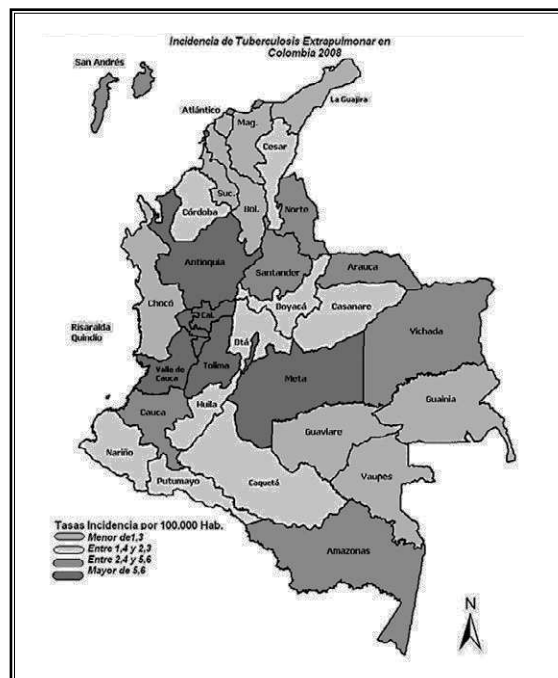 Incidencia de Tuberculosis Extrapulmonar en
Colombia 2008
San Andrés
La Guajira
Atlántico
Mag.
Cesar
Suc.
Córdoba
Bol.
Norte
Antioquia
Santander
Arauca
Chocó
Boyacá
Casanare
Cal.
Risaralda
Quindio
Vichada
Btá
Valle de
Cauca
Tolima
Meta
Guainia
Huila
Cauca
Guaviare
Nariño
Vaupes
Caquetá
Putumayo
Tasas Incidencia por 100.000 Hab.
Menor de1,3
Entre 1,4 y 2,3
Entre 2,4 y 5,6
Mayor de 5,6
Amazonas
N